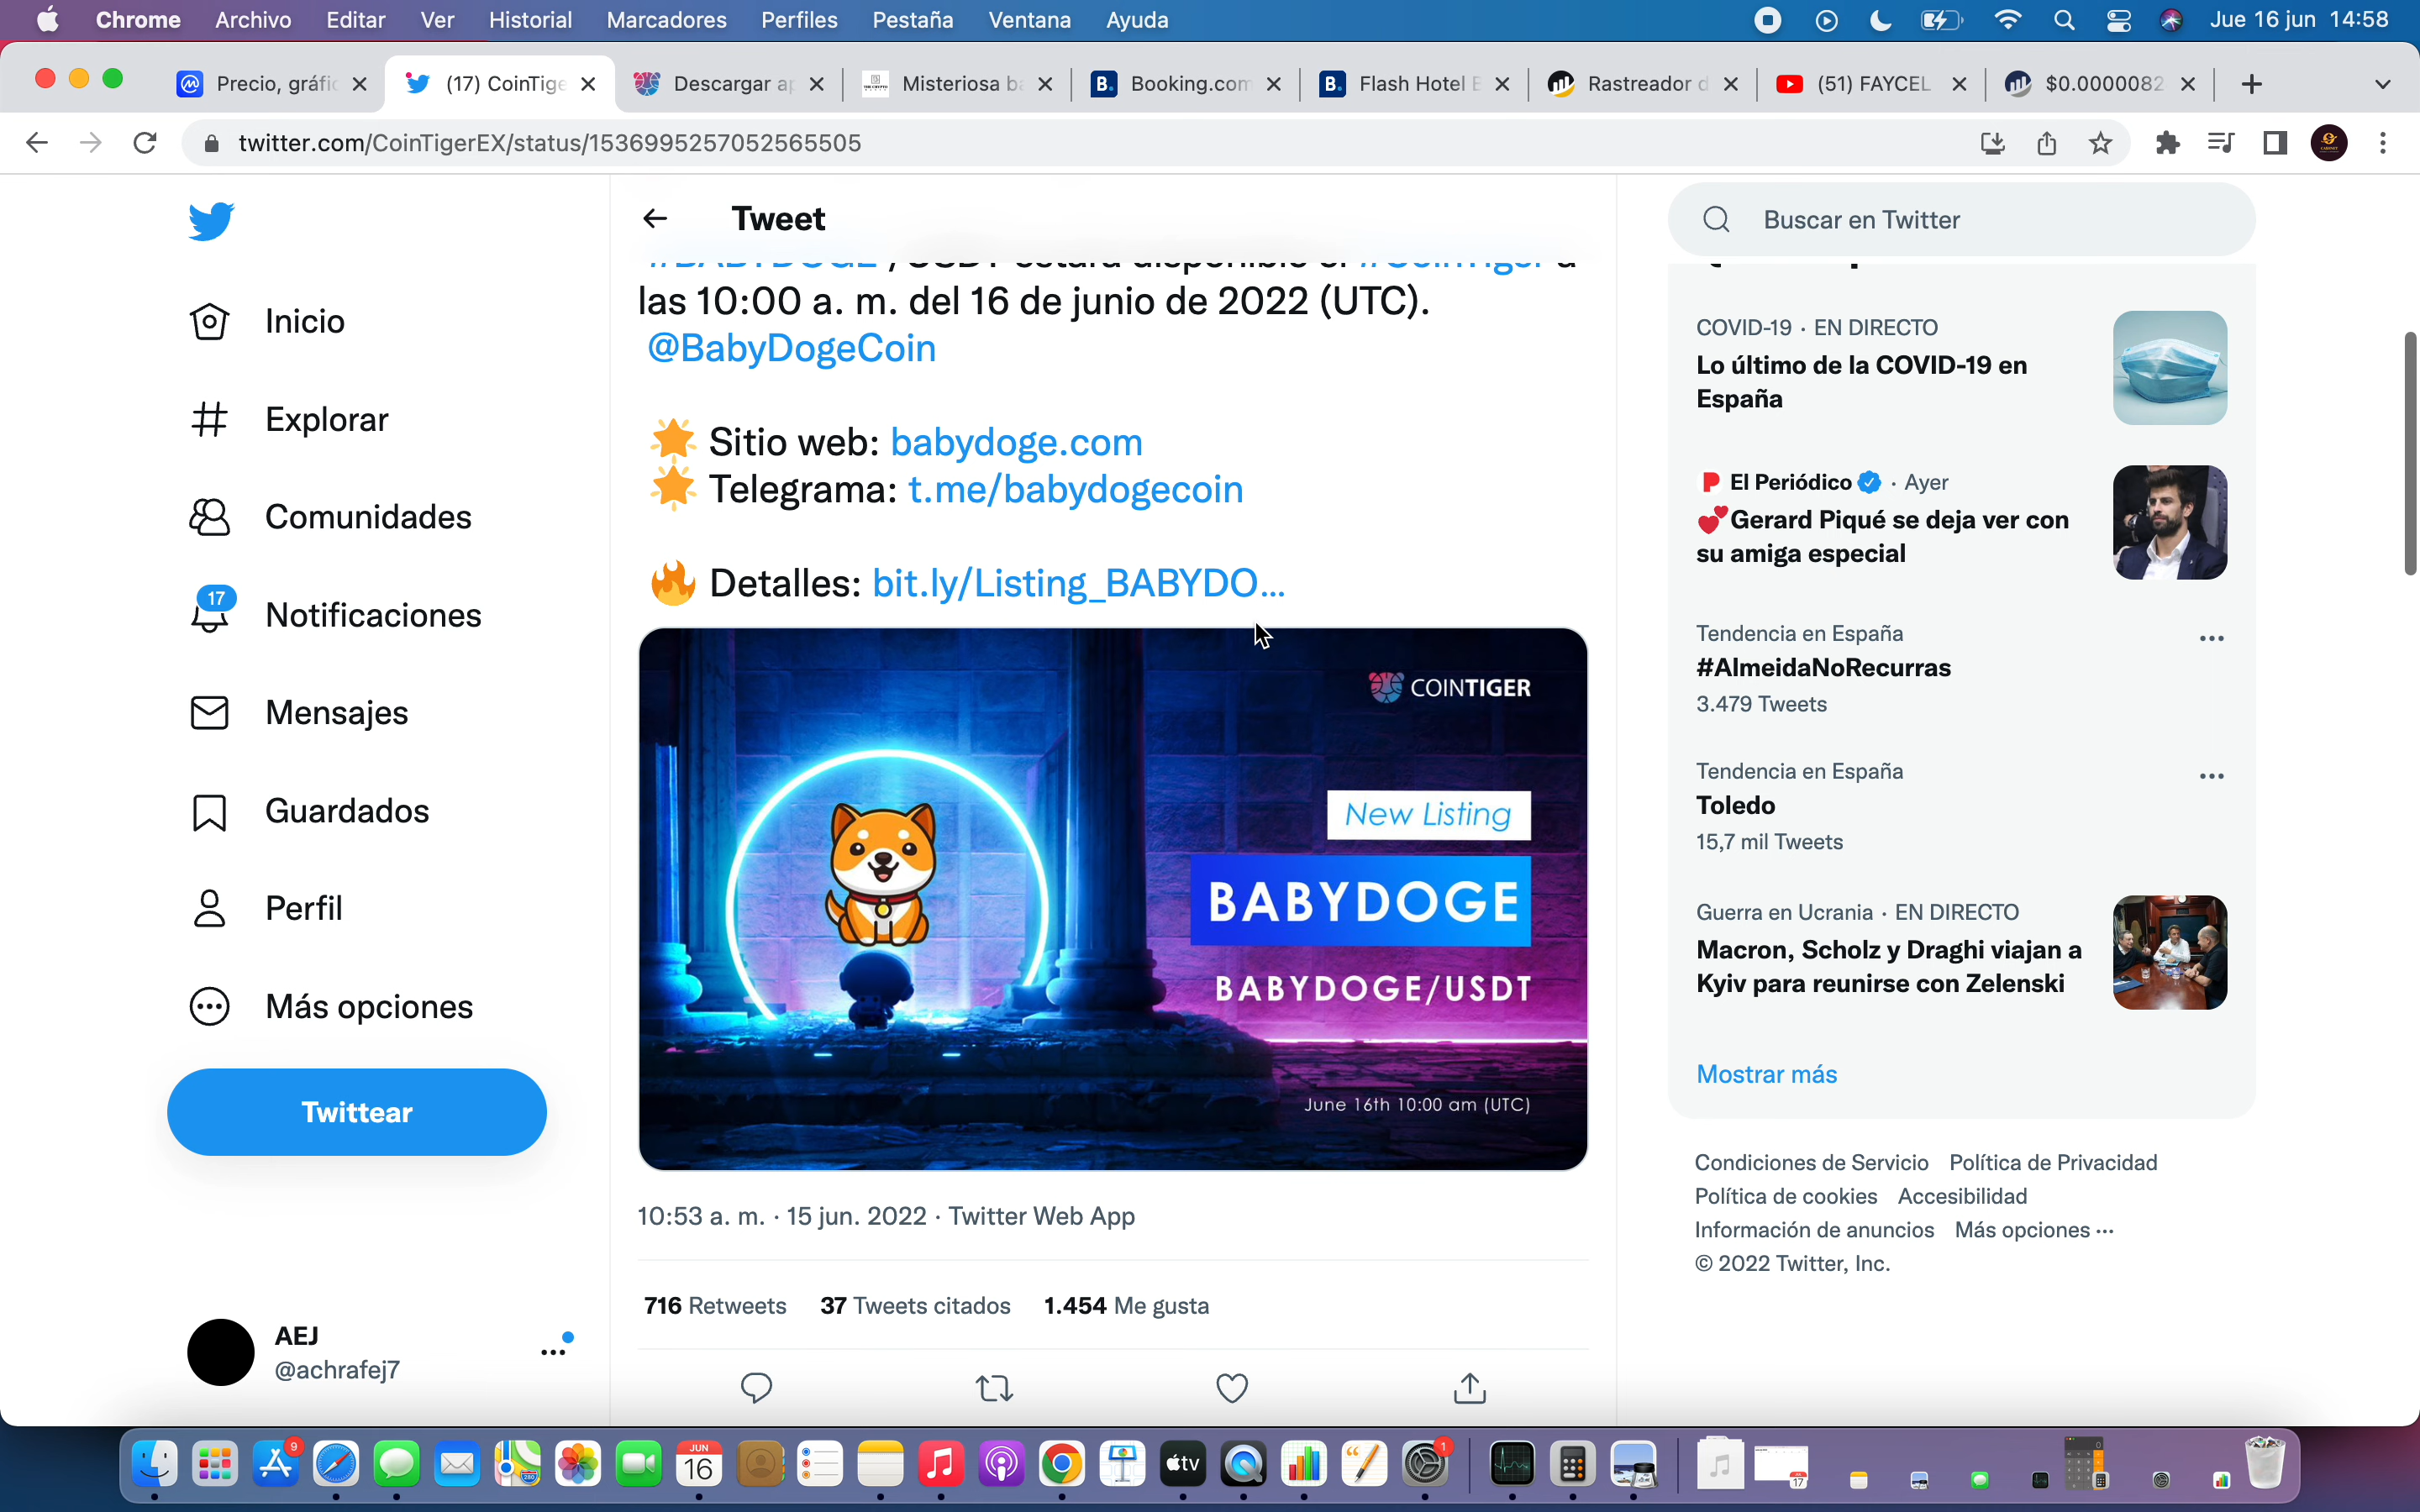 Chrome Archivo Editar Ver Historial Marcadores Perfiles Pestaña Ventana Ayuda
Jue 16 jun 14:58
Precio, gráfic
(17) CoinTige
Descargar ap
Misteriosa ba
Booking.com
Flash Hotel B
Rastreador d
(51) FAYCEL
$0.0000082
twitter.com/CoinTigerEX/status/1536995257052565505
Inicio
Explorar
Comunidades
17
Notificaciones
Mensajes
Guardados
Perfil
Más opciones
Twittear
AEJ
@achrafej7
Tweet
#BABYDOGE / USDT estará disponible el #CoinTiger a
las 10:00 a. m. del 16 de junio de 2022 (UTC).
@BabyDogeCoin
🌟 Sitio web: babydoge.com
🌟 Telegrama: t.me/babydogecoin
🔥 Detalles: bit.ly/Listing_BABYDO...
COINTIGER
New Listing
BABYDOGE
BABYDOGE/USDT
June 16th 10:00 am (UTC)
10:53 a. m. · 15 jun. 2022 · Twitter Web App
716 Retweets 37 Tweets citados 1.454 Me gusta
Buscar en Twitter
COVID-19 · EN DIRECTO
Lo último de la COVID-19 en
España
El Periódico · Ayer
💕Gerard Piqué se deja ver con
su amiga especial
Tendencia en España
#AlmeidaNoRecurras
3.479 Tweets
Tendencia en España
Toledo
15,7 mil Tweets
Guerra en Ucrania · EN DIRECTO
Macron, Scholz y Draghi viajan a
Kyiv para reunirse con Zelenski
Mostrar más
Condiciones de Servicio Política de Privacidad
Política de cookies Accesibilidad
Información de anuncios Más opciones ···
© 2022 Twitter, Inc.
9
JUN
16
tv
1
17